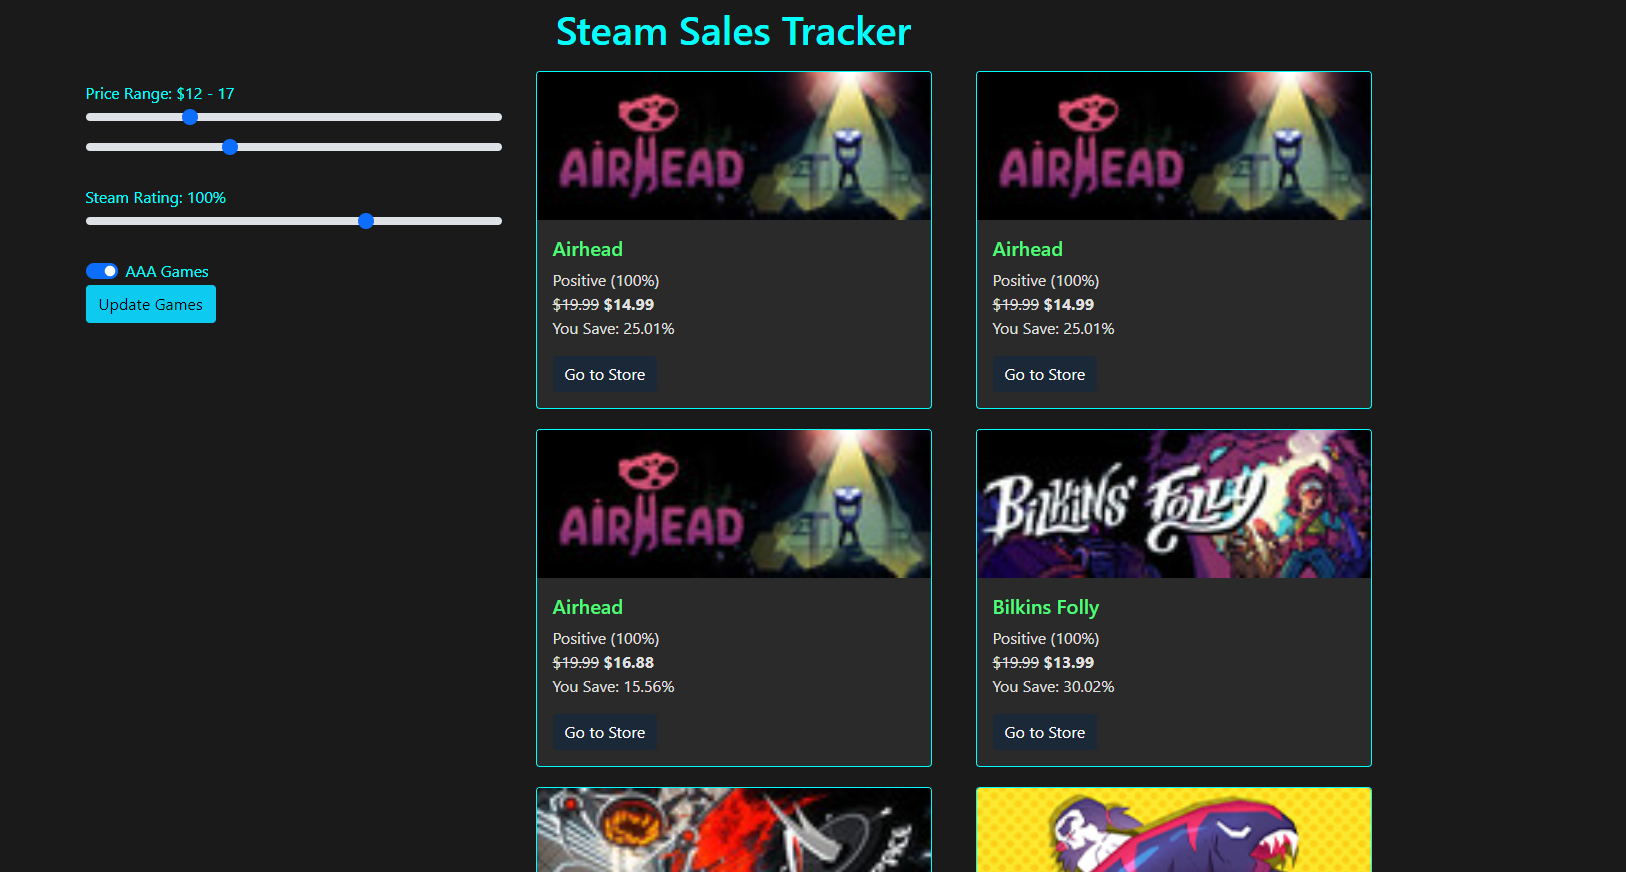 Steam Sales Tracker
Price Range: $12 - 17
Steam Rating: 100%
AAA Games
Update Games
AIRHEAD
Airhead
Positive (100%)
$19.99 $14.99
You Save: 25.01%
Go to Store
AIRHEAD
Airhead
Positive (100%)
$19.99 $14.99
You Save: 25.01%
Go to Store
AIRHEAD
Airhead
Positive (100%)
$19.99 $16.88
You Save: 15.56%
Go to Store
BILKINS' FOLLY
Bilkins Folly
Positive (100%)
$19.99 $13.99
You Save: 30.02%
Go to Store